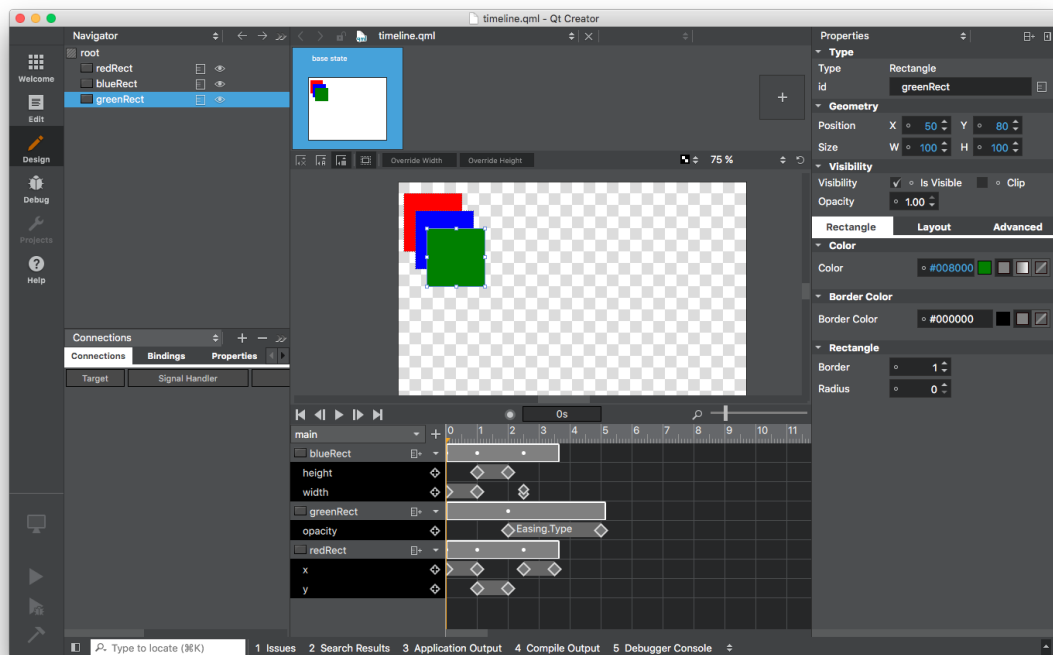 timeline.qml - Qt Creator
Navigator
timeline.qml
Properties
Welcome
Edit
Design
Debug
Projects
Help
root
redRect
blueRect
greenRect
base state
+
Override Width
Override Height
75 %
Type
Type Rectangle
id greenRect
Geometry
Position X 50 Y 80
Size W 100 H 100
Visibility
Visibility Is Visible Clip
Opacity 1.00
Rectangle Layout Advanced
Color
Color #008000
Border Color
Border Color #000000
Rectangle
Border 1
Radius 0
Connections
Connections Bindings Properties
Target Signal Handler
0s
main + 0 1 2 3 4 5 6 7 8 9 10 11
blueRect
height
width
greenRect
opacity Easing.Type
redRect
x
y
Type to locate (⌘K) 1 Issues 2 Search Results 3 Application Output 4 Compile Output 5 Debugger Console